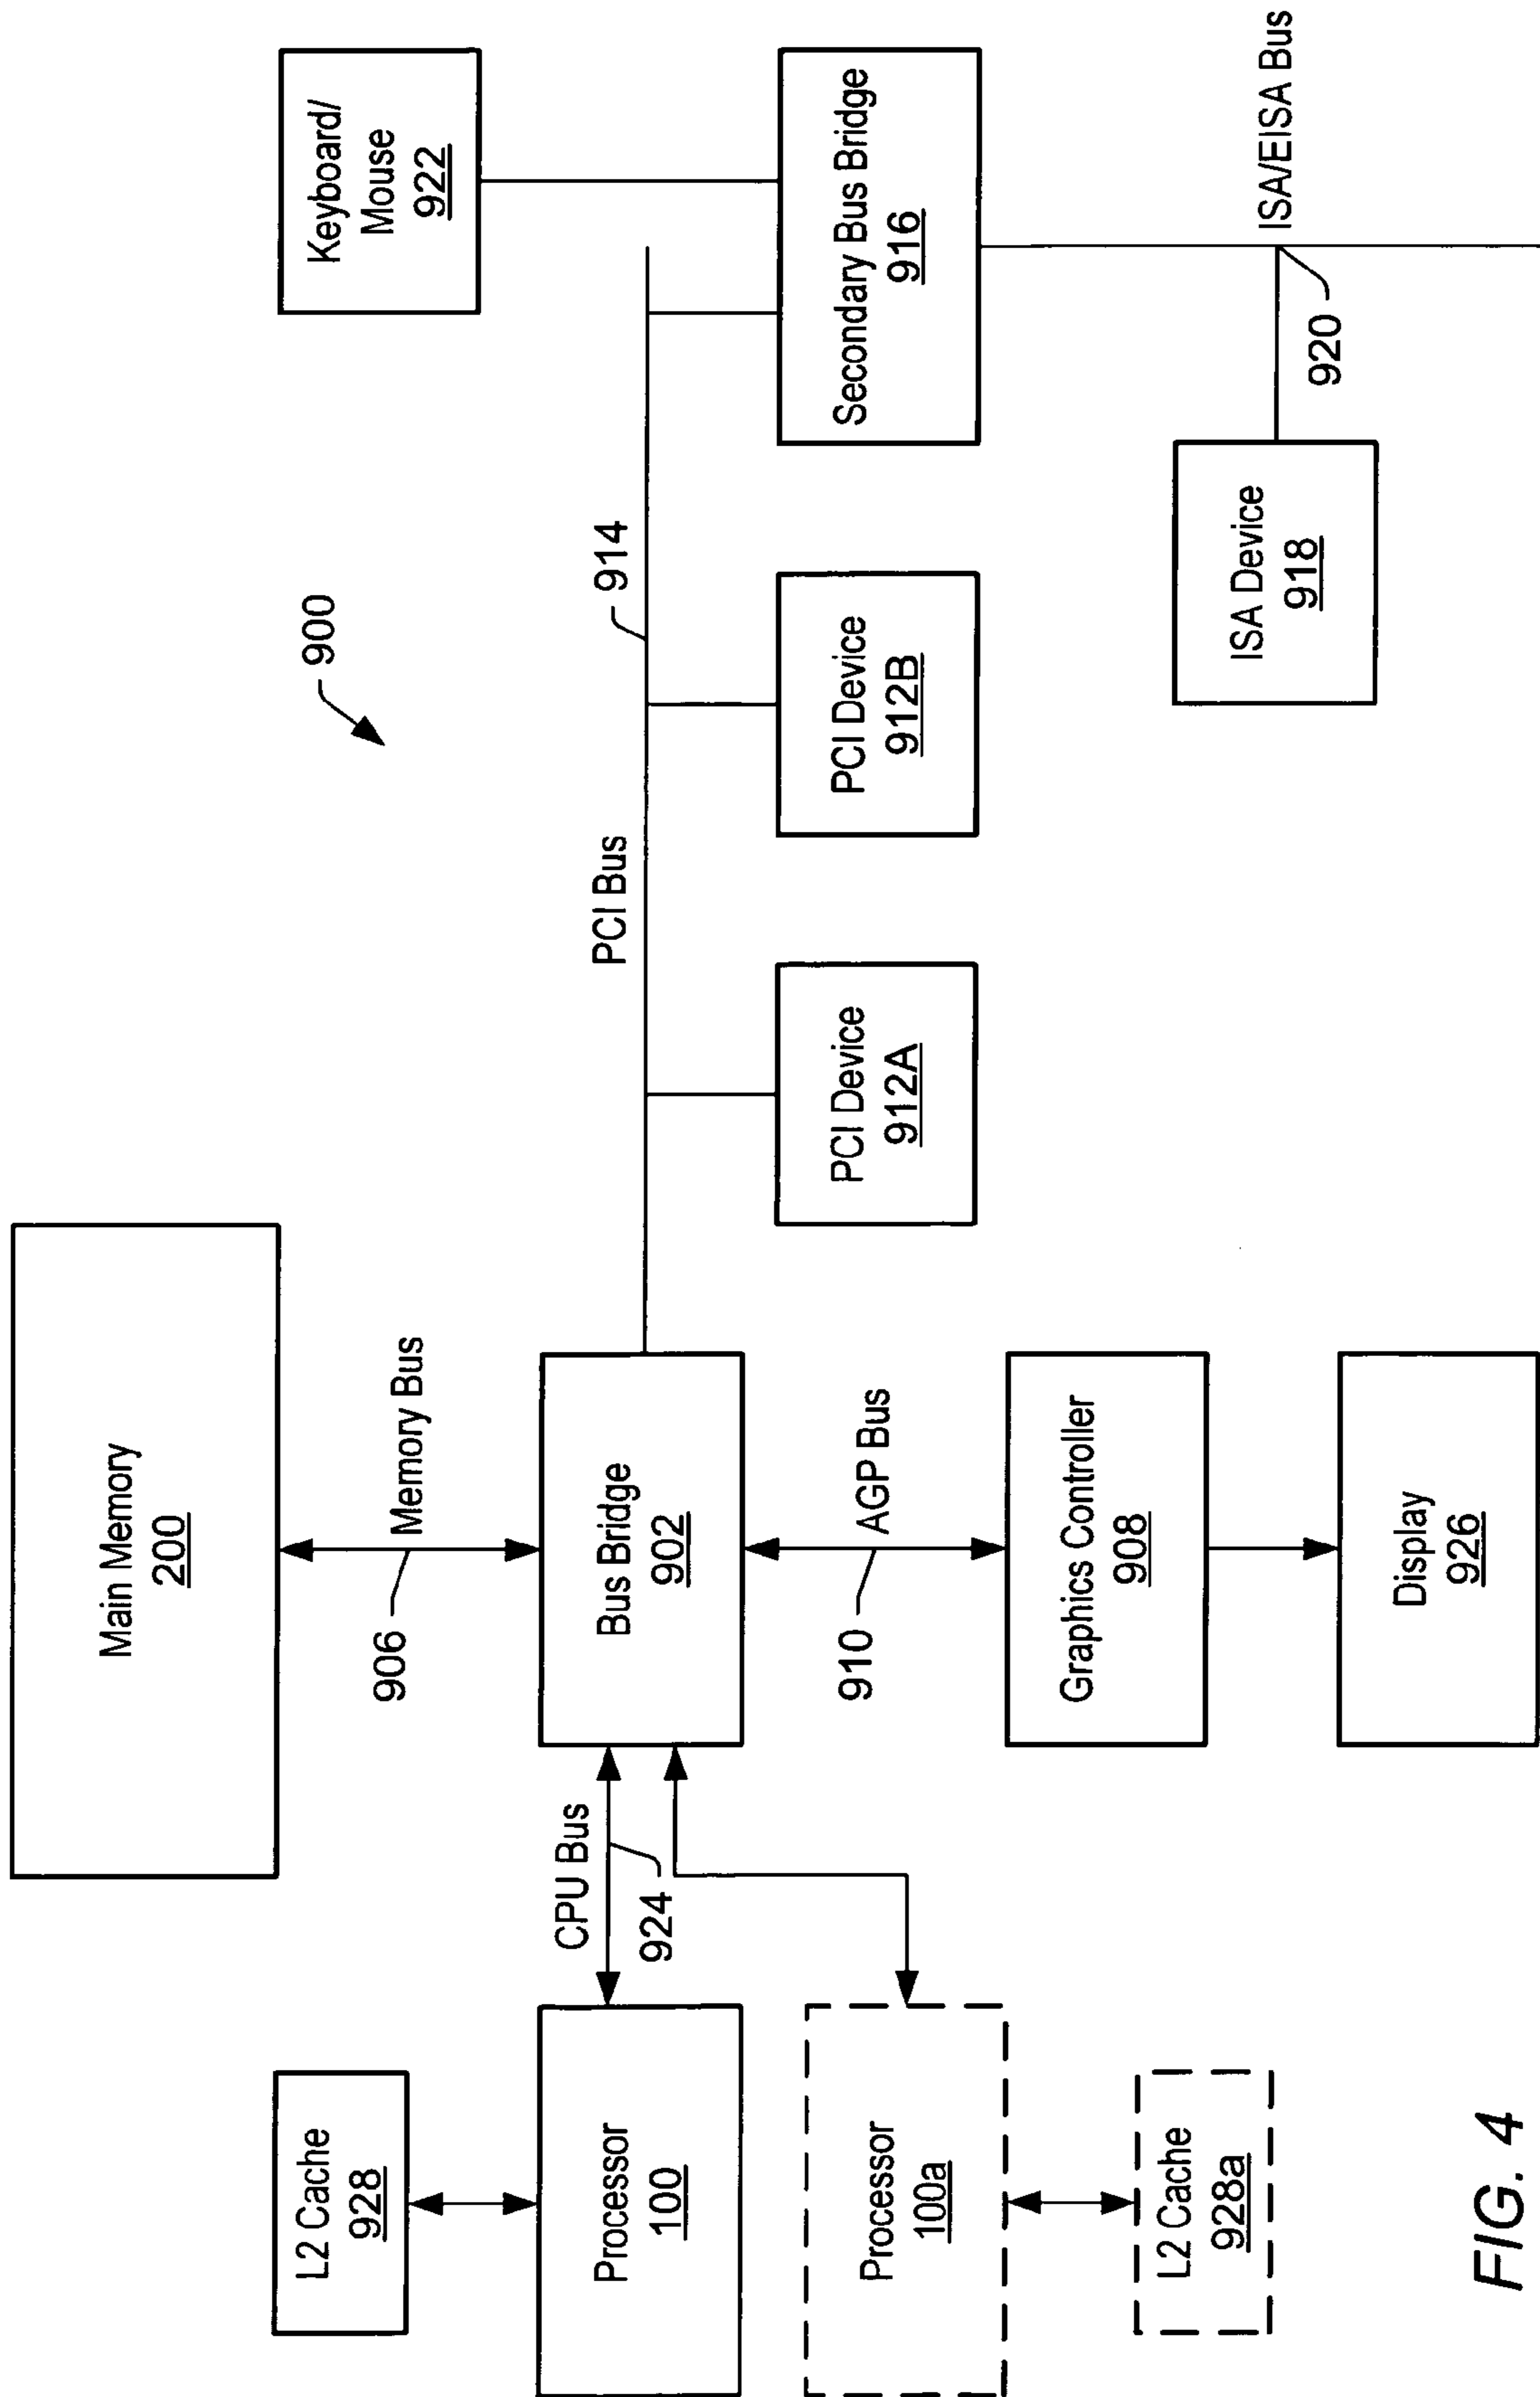 900
Main Memory
200
906
Memory Bus
L2 Cache
928
Keyboard/
Mouse
922
CPU Bus
924
Processor
100
Bus Bridge
902
PCI Bus
914
Processor
100a
910
AGP Bus
PCI Device
912A
PCI Device
912B
Secondary Bus Bridge
916
L2 Cache
928a
Graphics Controller
908
ISA Device
918
920
ISA/EISA Bus
Display
926
FIG. 4